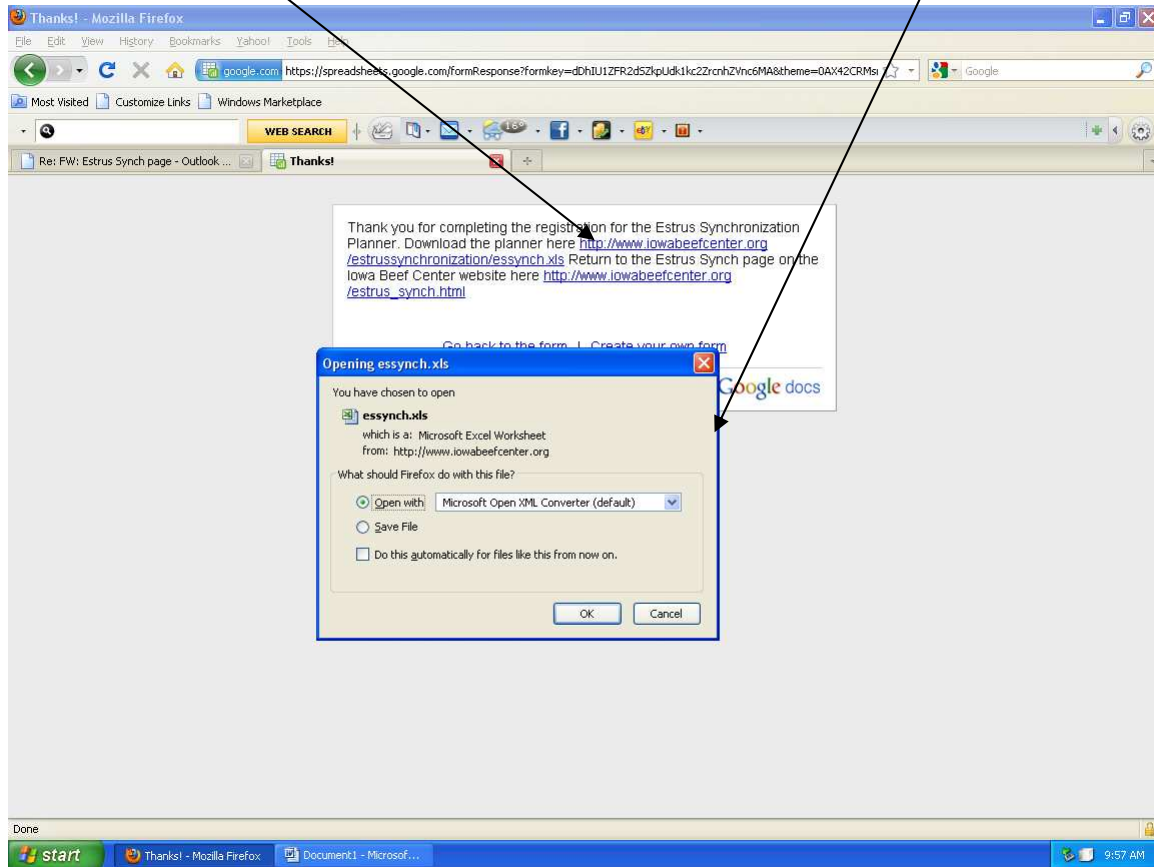 Thanks! - Mozilla Firefox
File Edit View History Bookmarks Yahoo! Tools Help
google.com https://spreadsheets.google.com/formResponse?formkey=dDhIU1ZFR2d5ZkpUdk1kc2ZrcnhZVnc6MA&theme=0AX42CRMsr Google
Most Visited Customize Links Windows Marketplace
WEB SEARCH 16°
Re: FW: Estrus Synch page - Outlook ... Thanks!
Thank you for completing the registration for the Estrus Synchronization
Planner. Download the planner here http://www.iowabeefcenter.org
/estrussynchronization/essynch.xls Return to the Estrus Synch page on the
Iowa Beef Center website here http://www.iowabeefcenter.org
/estrus_synch.html
Go back to the form | Create your own form
Google docs
Opening essynch.xls
You have chosen to open
essynch.xls
which is a: Microsoft Excel Worksheet
from: http://www.iowabeefcenter.org
What should Firefox do with this file?
Open with Microsoft Open XML Converter (default)
Save File
Do this automatically for files like this from now on.
OK Cancel
Done
start Thanks! - Mozilla Firefox Document1 - Microsof... 9:57 AM